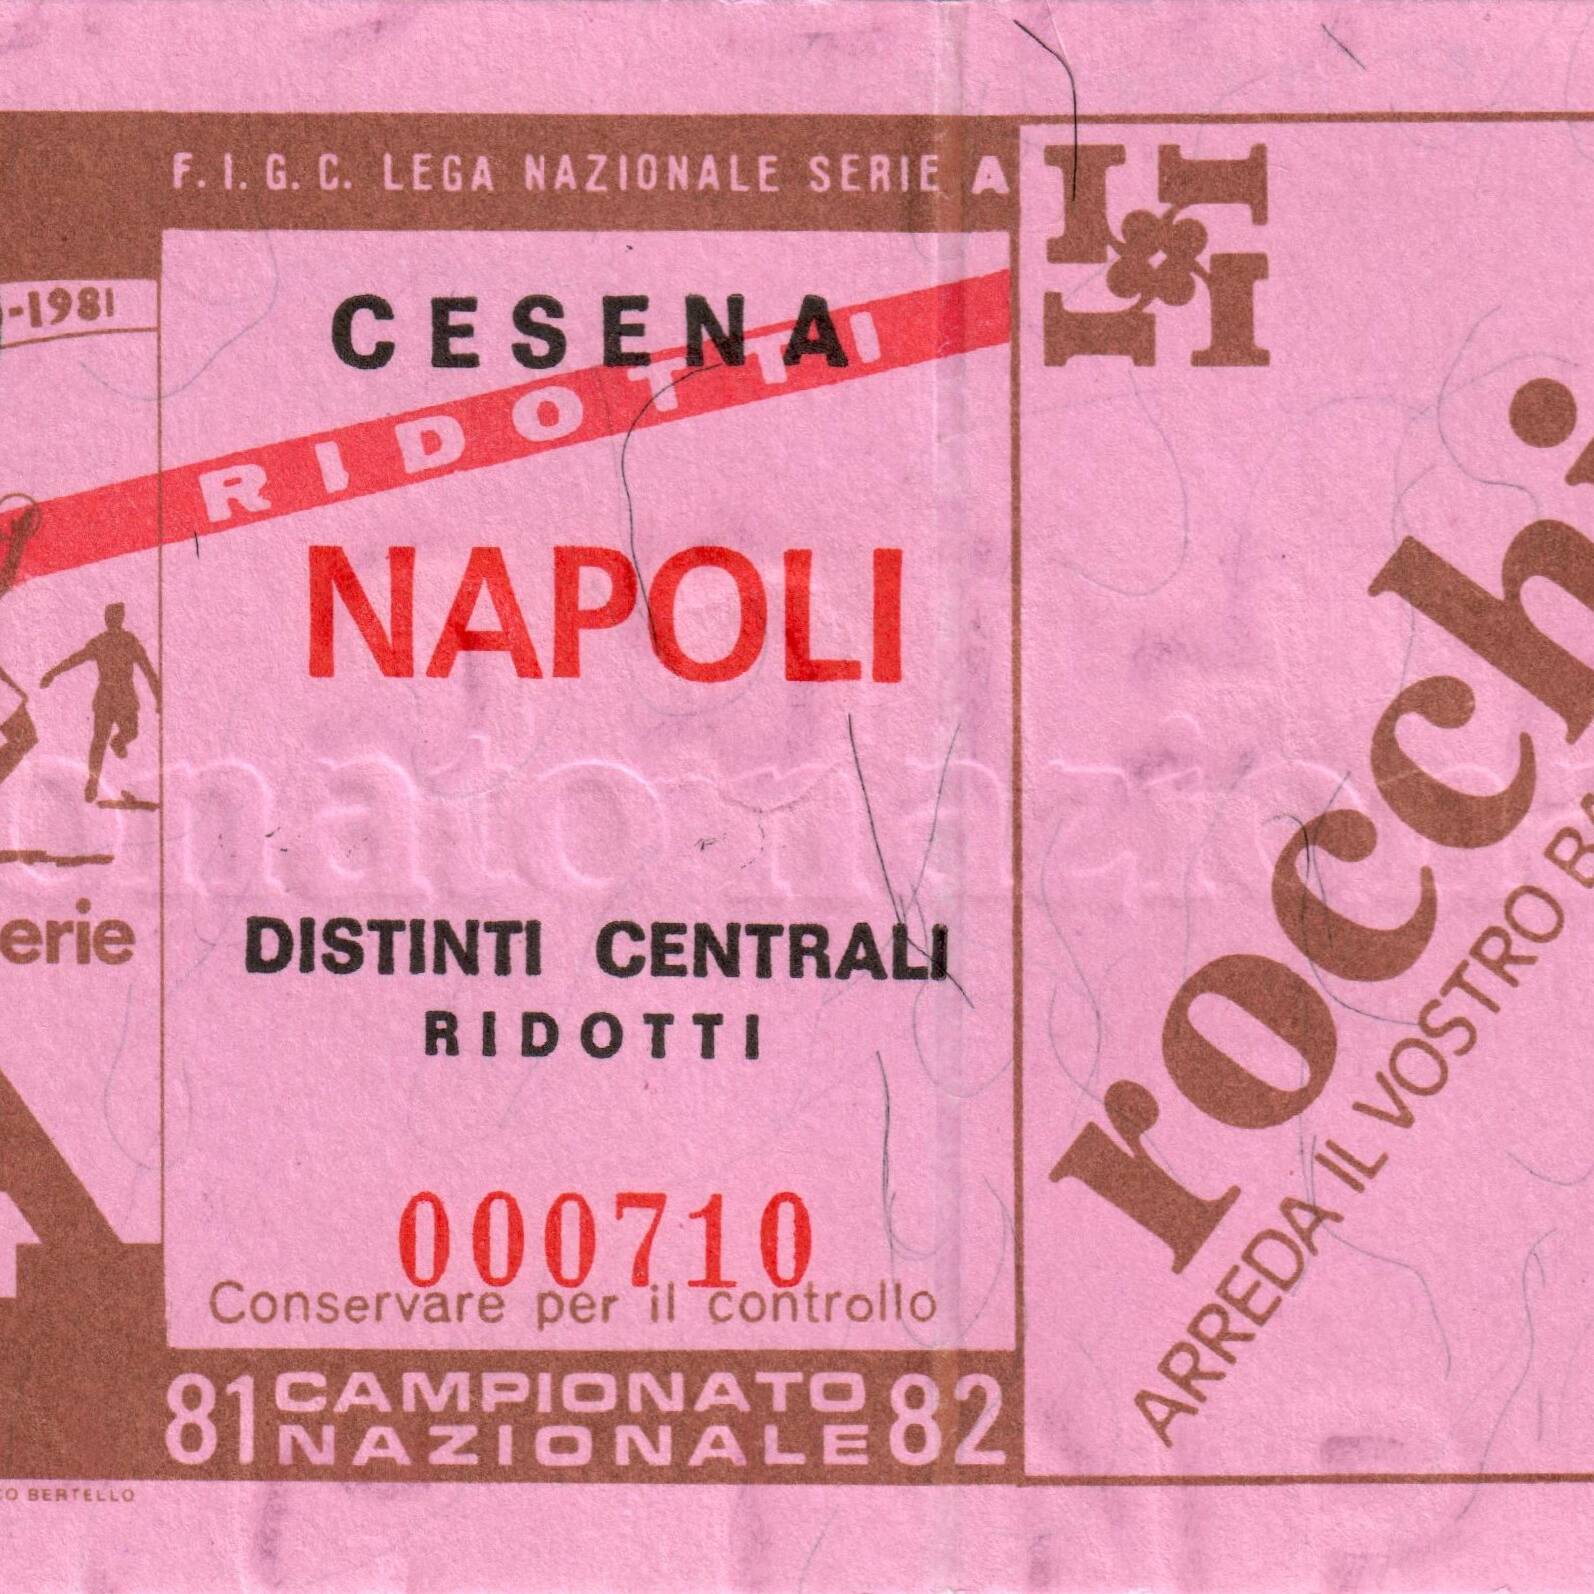 F. I. G. C. LEGA NAZIONALE SERIE A
-1981
CESENA
RIDOTTI
NAPOLI
DISTINTI CENTRALI
RIDOTTI
000710
Conservare per il controllo
81 CAMPIONATO NAZIONALE 82
erie
BERTELLO
rocchi
ARREDA IL VOSTRO